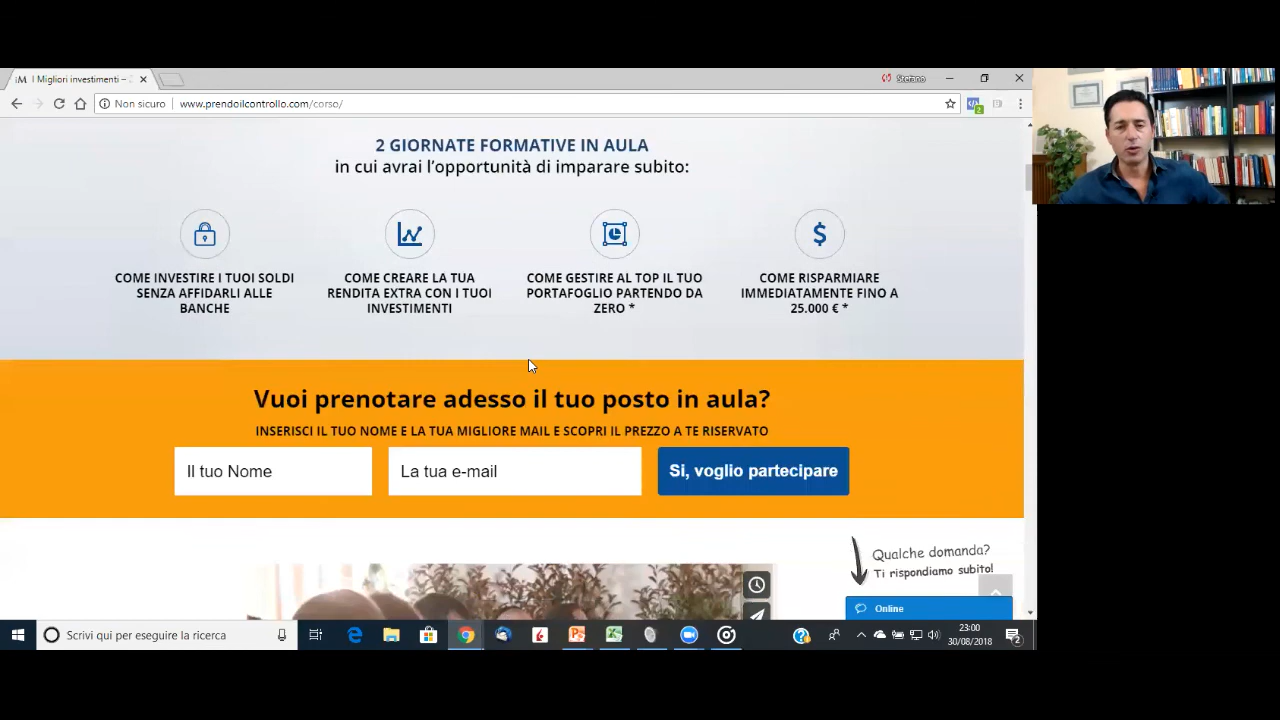 I Migliori investimenti –
Stefano
Non sicuro
www.prendoilcontrollo.com/corso/
2
2 GIORNATE FORMATIVE IN AULA
in cui avrai l'opportunità di imparare subito:
COME INVESTIRE I TUOI SOLDI
SENZA AFFIDARLI ALLE
BANCHE
COME CREARE LA TUA
RENDITA EXTRA CON I TUOI
INVESTIMENTI
COME GESTIRE AL TOP IL TUO
PORTAFOGLIO PARTENDO DA
ZERO *
$
COME RISPARMIARE
IMMEDIATAMENTE FINO A
25.000 € *
Vuoi prenotare adesso il tuo posto in aula?
INSERISCI IL TUO NOME E LA TUA MIGLIORE MAIL E SCOPRI IL PREZZO A TE RISERVATO
Il tuo Nome
La tua e-mail
Si, voglio partecipare
Qualche domanda?
Ti rispondiamo subito!
Online
Scrivi qui per eseguire la ricerca
23:00
30/08/2018
2